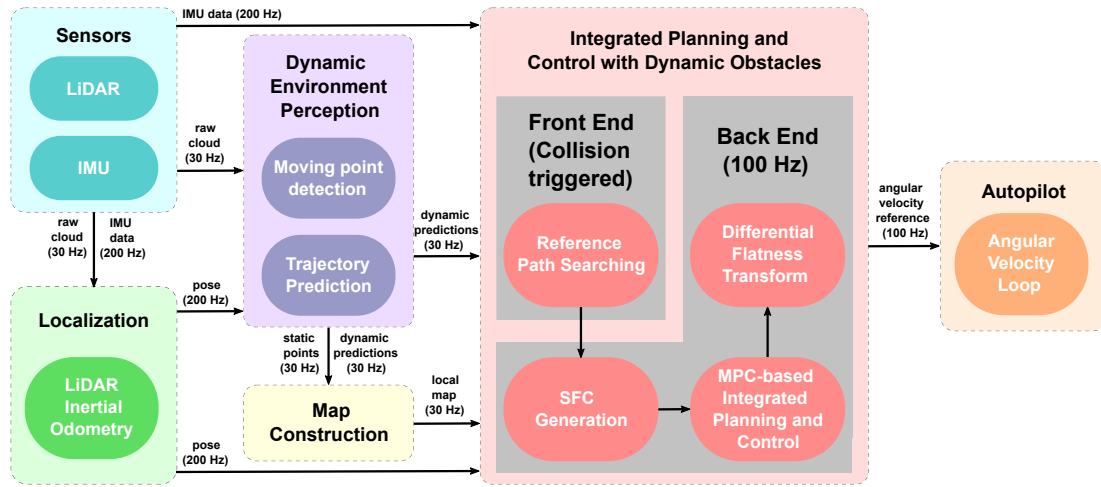 IMU data (200 Hz)
Sensors
LiDAR
IMU
raw
cloud
(30 Hz)
raw
cloud
(30 Hz)
IMU
data
(200 Hz)
Localization
LiDAR
Inertial
Odometry
pose
(200 Hz)
pose
(200 Hz)
Dynamic
Environment
Perception
Moving point
detection
Trajectory
Prediction
static
points
(30 Hz)
dynamic
predictions
(30 Hz)
Map
Construction
dynamic
predictions
(30 Hz)
local
map
(30 Hz)
Integrated Planning and
Control with Dynamic Obstacles
Front End
(Collision
triggered)
Reference
Path Searching
SFC
Generation
Back End
(100 Hz)
Differential
Flatness
Transform
MPC-based
Integrated
Planning and
Control
angular
velocity
reference
(100 Hz)
Autopilot
Angular
Velocity
Loop